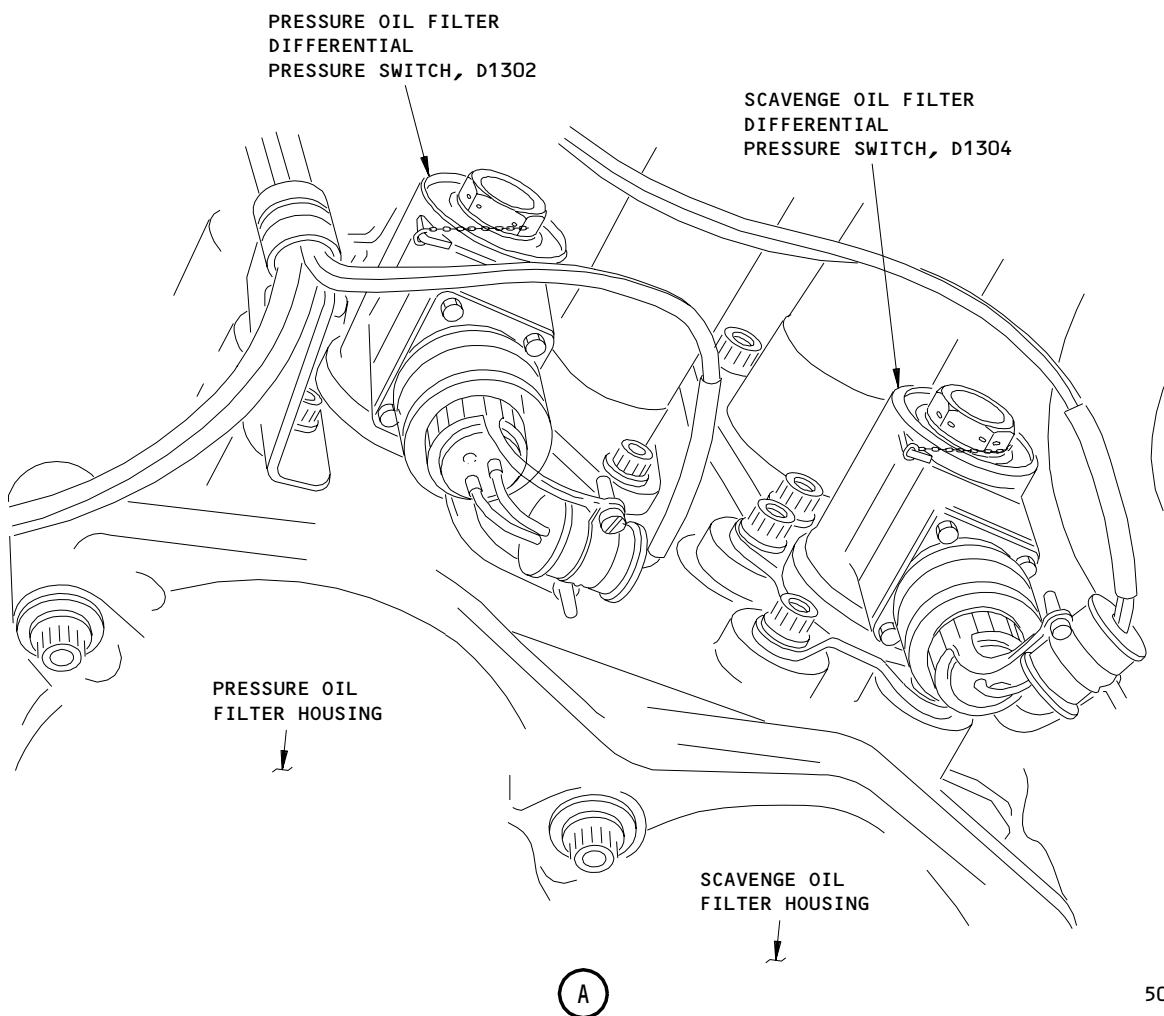 PRESSURE OIL FILTER
DIFFERENTIAL
PRESSURE SWITCH, D1302
SCAVENGE OIL FILTER
DIFFERENTIAL
PRESSURE SWITCH, D1304
PRESSURE OIL
FILTER HOUSING
SCAVENGE OIL
FILTER HOUSING
A